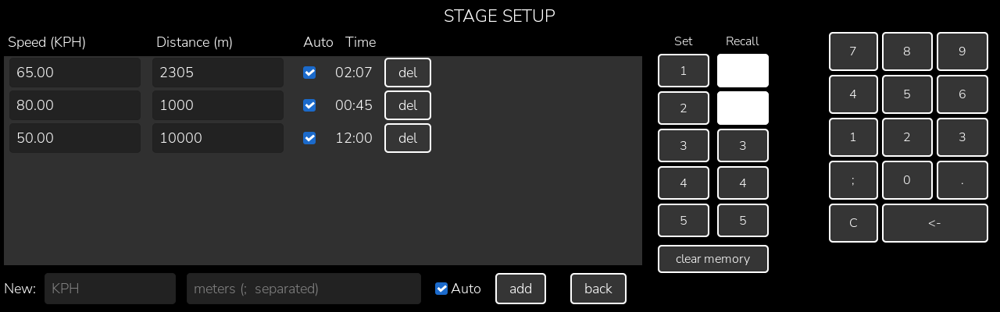 STAGE SETUP
Speed (KPH) Distance (m) Auto Time
65.00 2305 02:07 del
80.00 1000 00:45 del
50.00 10000 12:00 del
New: KPH meters (; separated) Auto add back
Set Recall
1
2
3 3
4 4
5 5
clear memory
7 8 9
4 5 6
1 2 3
; 0 .
C <-